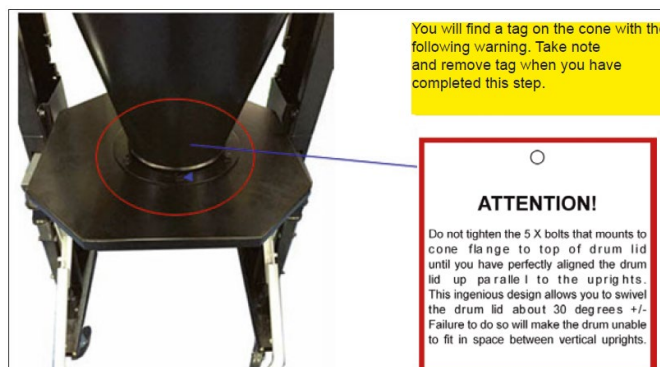 You will find a tag on the cone with the
following warning. Take note
and remove tag when you have
completed this step.
ATTENTION!
Do not tighten the 5 X bolts that mounts to
cone flange to top of drum lid
until you have perfectly aligned the drum
lid up parallel to the uprights.
This ingenious design allows you to swivel
the drum lid about 30 degrees +/-
Failure to do so will make the drum unable
to fit in space between vertical uprights.